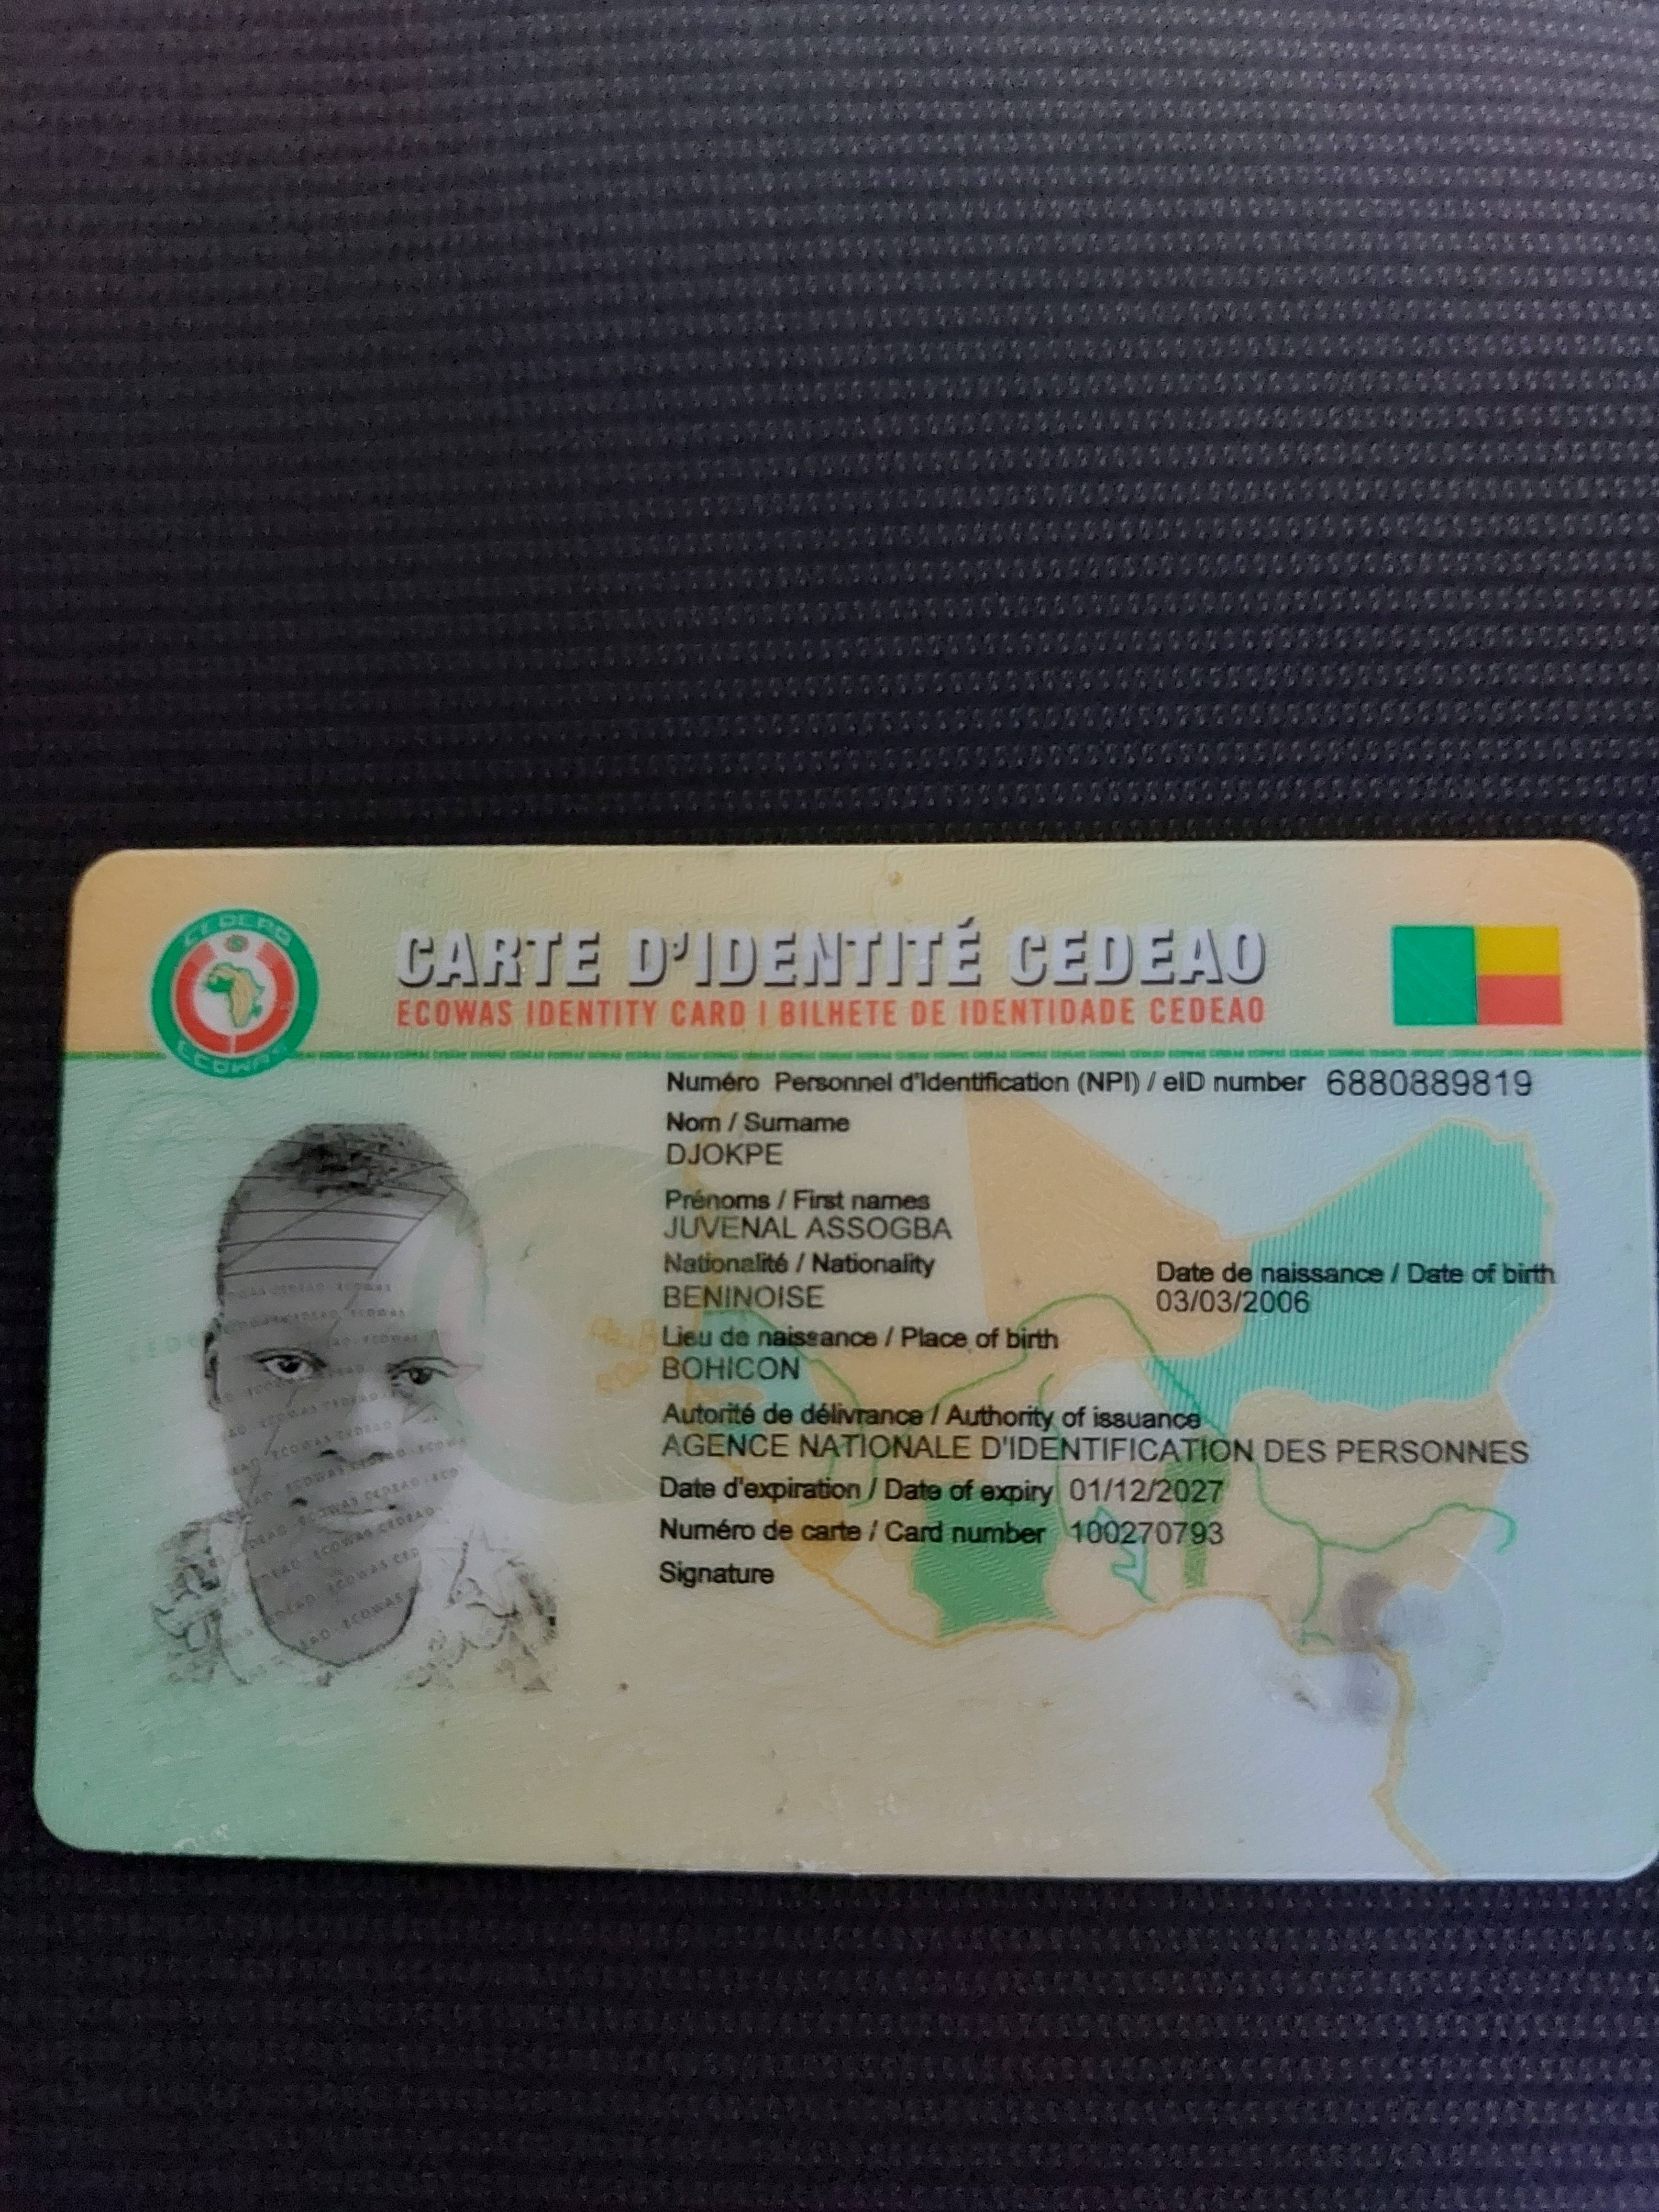 CEDEAO
ECOWAS
CARTE D'IDENTITÉ CEDEAO
ECOWAS IDENTITY CARD | BILHETE DE IDENTIDADE CEDEAO
Numéro Personnel d'Identification (NPI) / eID number 6880889819
Nom / Surname
DJOKPE
Prénoms / First names
JUVENAL ASSOGBA
Nationalité / Nationality
BENINOISE
Date de naissance / Date of birth
03/03/2006
Lieu de naissance / Place of birth
BOHICON
Autorité de délivrance / Authority of issuance
AGENCE NATIONALE D'IDENTIFICATION DES PERSONNES
Date d'expiration / Date of expiry 01/12/2027
Numéro de carte / Card number 100270793
Signature